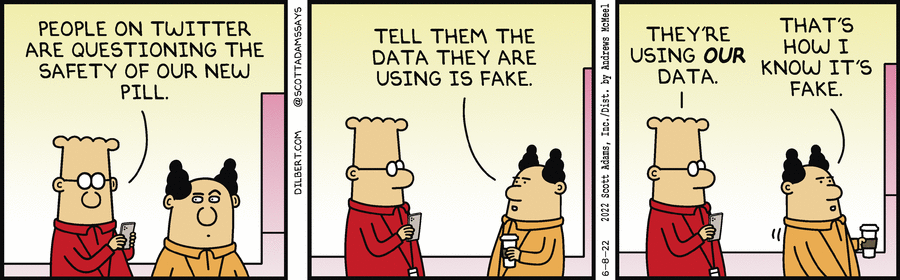 PEOPLE ON TWITTER
ARE QUESTIONING THE
SAFETY OF OUR NEW
PILL.
DILBERT.COM @SCOTTADAMSSAYS
TELL THEM THE
DATA THEY ARE
USING IS FAKE.
6-8-22 2022 Scott Adams, Inc./Dist. by Andrews McMeel
THEY'RE
USING OUR
DATA.
THAT'S
HOW I
KNOW IT'S
FAKE.